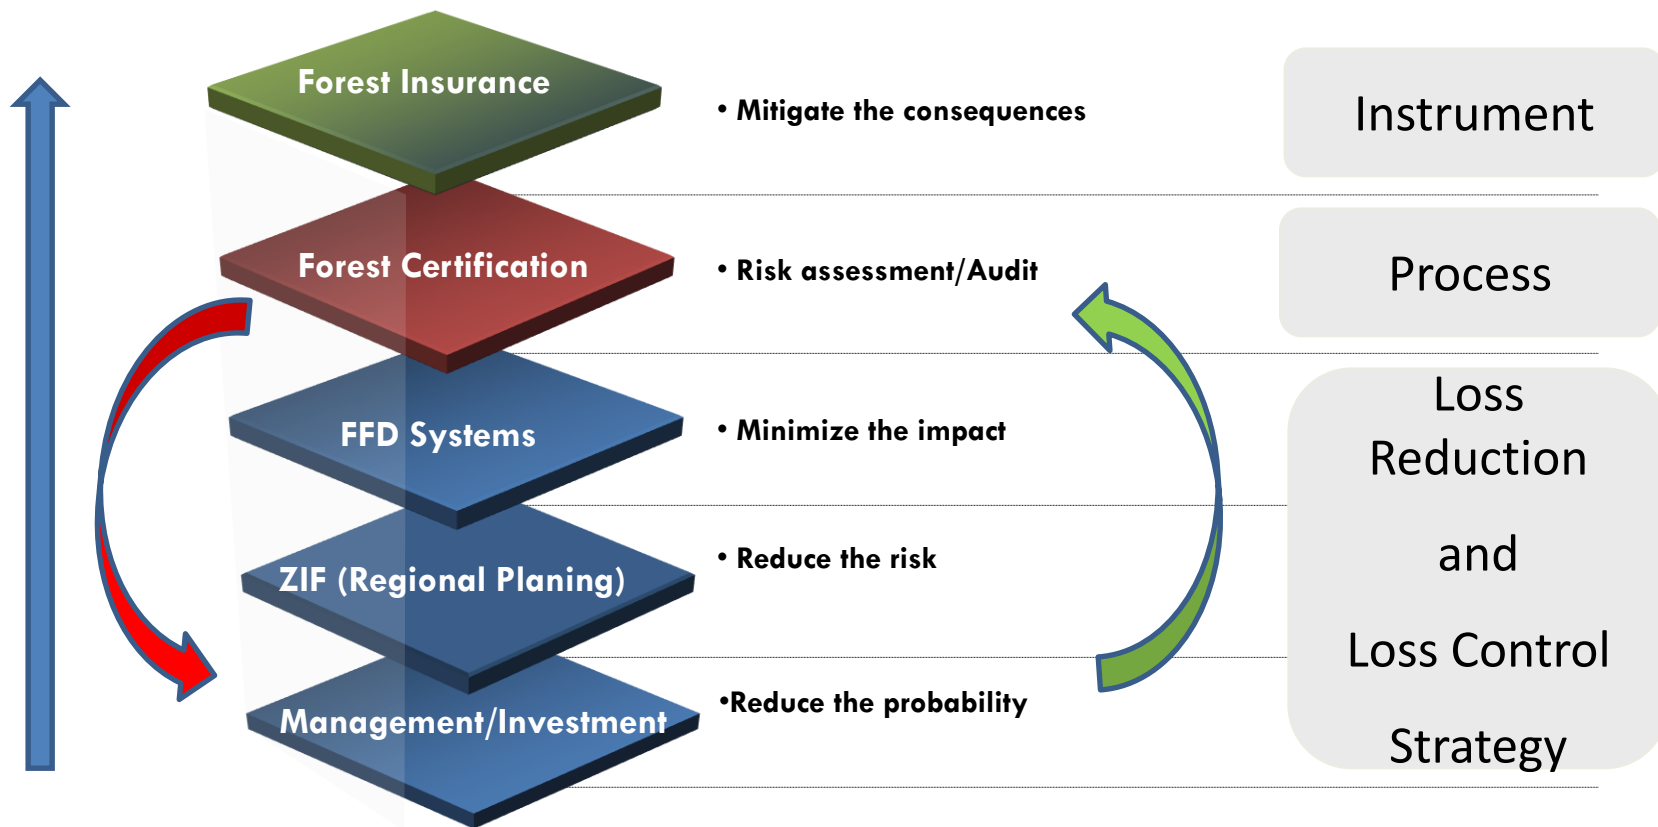 Forest Insurance
• Mitigate the consequences
Instrument
Forest Certification
• Risk assessment/Audit
Process
FFD Systems
• Minimize the impact
ZIF (Regional Planing)
• Reduce the risk
Management/Investment
•Reduce the probability
Loss
Reduction
and
Loss Control
Strategy